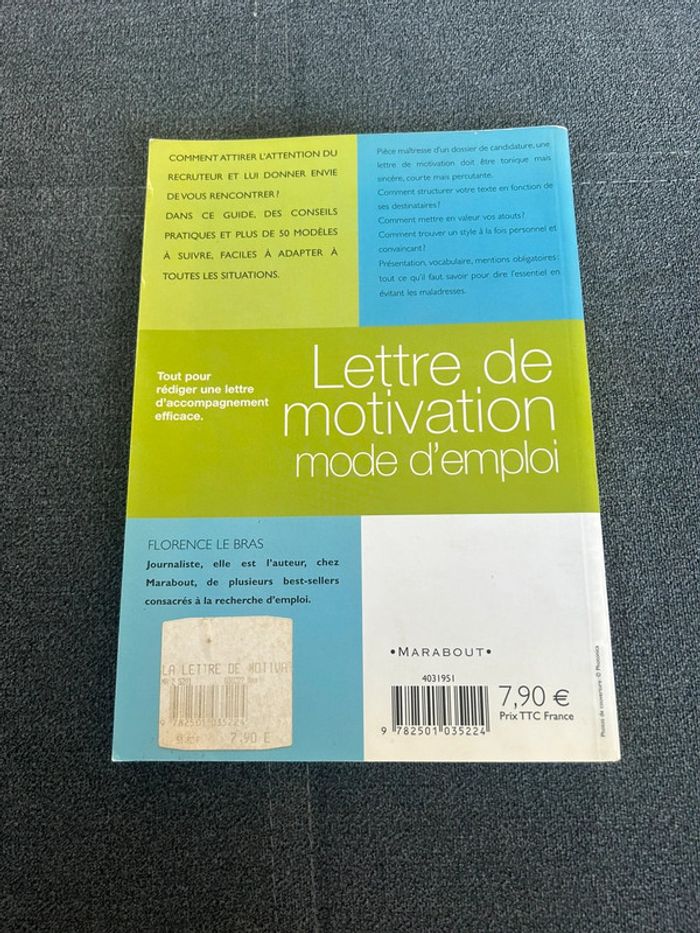 COMMENT ATTIRER L'ATTENTION DU
RECRUTEUR ET LUI DONNER ENVIE
DE VOUS RENCONTRER ?
DANS CE GUIDE, DES CONSEILS
PRATIQUES ET PLUS DE 50 MODÈLES
À SUIVRE, FACILES À ADAPTER À
TOUTES LES SITUATIONS.
Pièce maîtresse d'un dossier de candidature, une
lettre de motivation doit être tonique mais
sincère, courte mais percutante.
Comment structurer votre texte en fonction de
ses destinataires ?
Comment mettre en valeur vos atouts ?
Comment trouver un style à la fois personnel et
convaincant ?
Présentation, vocabulaire, mentions obligatoires :
tout ce qu'il faut savoir pour dire l'essentiel en
évitant les maladresses.
Tout pour
rédiger une lettre
d'accompagnement
efficace.
Lettre de
motivation
mode d'emploi
FLORENCE LE BRAS
Journaliste, elle est l'auteur, chez
Marabout, de plusieurs best-sellers
consacrés à la recherche d'emploi.
LA LETTRE DE MOTIVA
9 782501 035224
7,90 E
• MARABOUT •
4031951
9 782501 035224
7,90 €
Prix TTC France
Photos de couverture : © Photonica